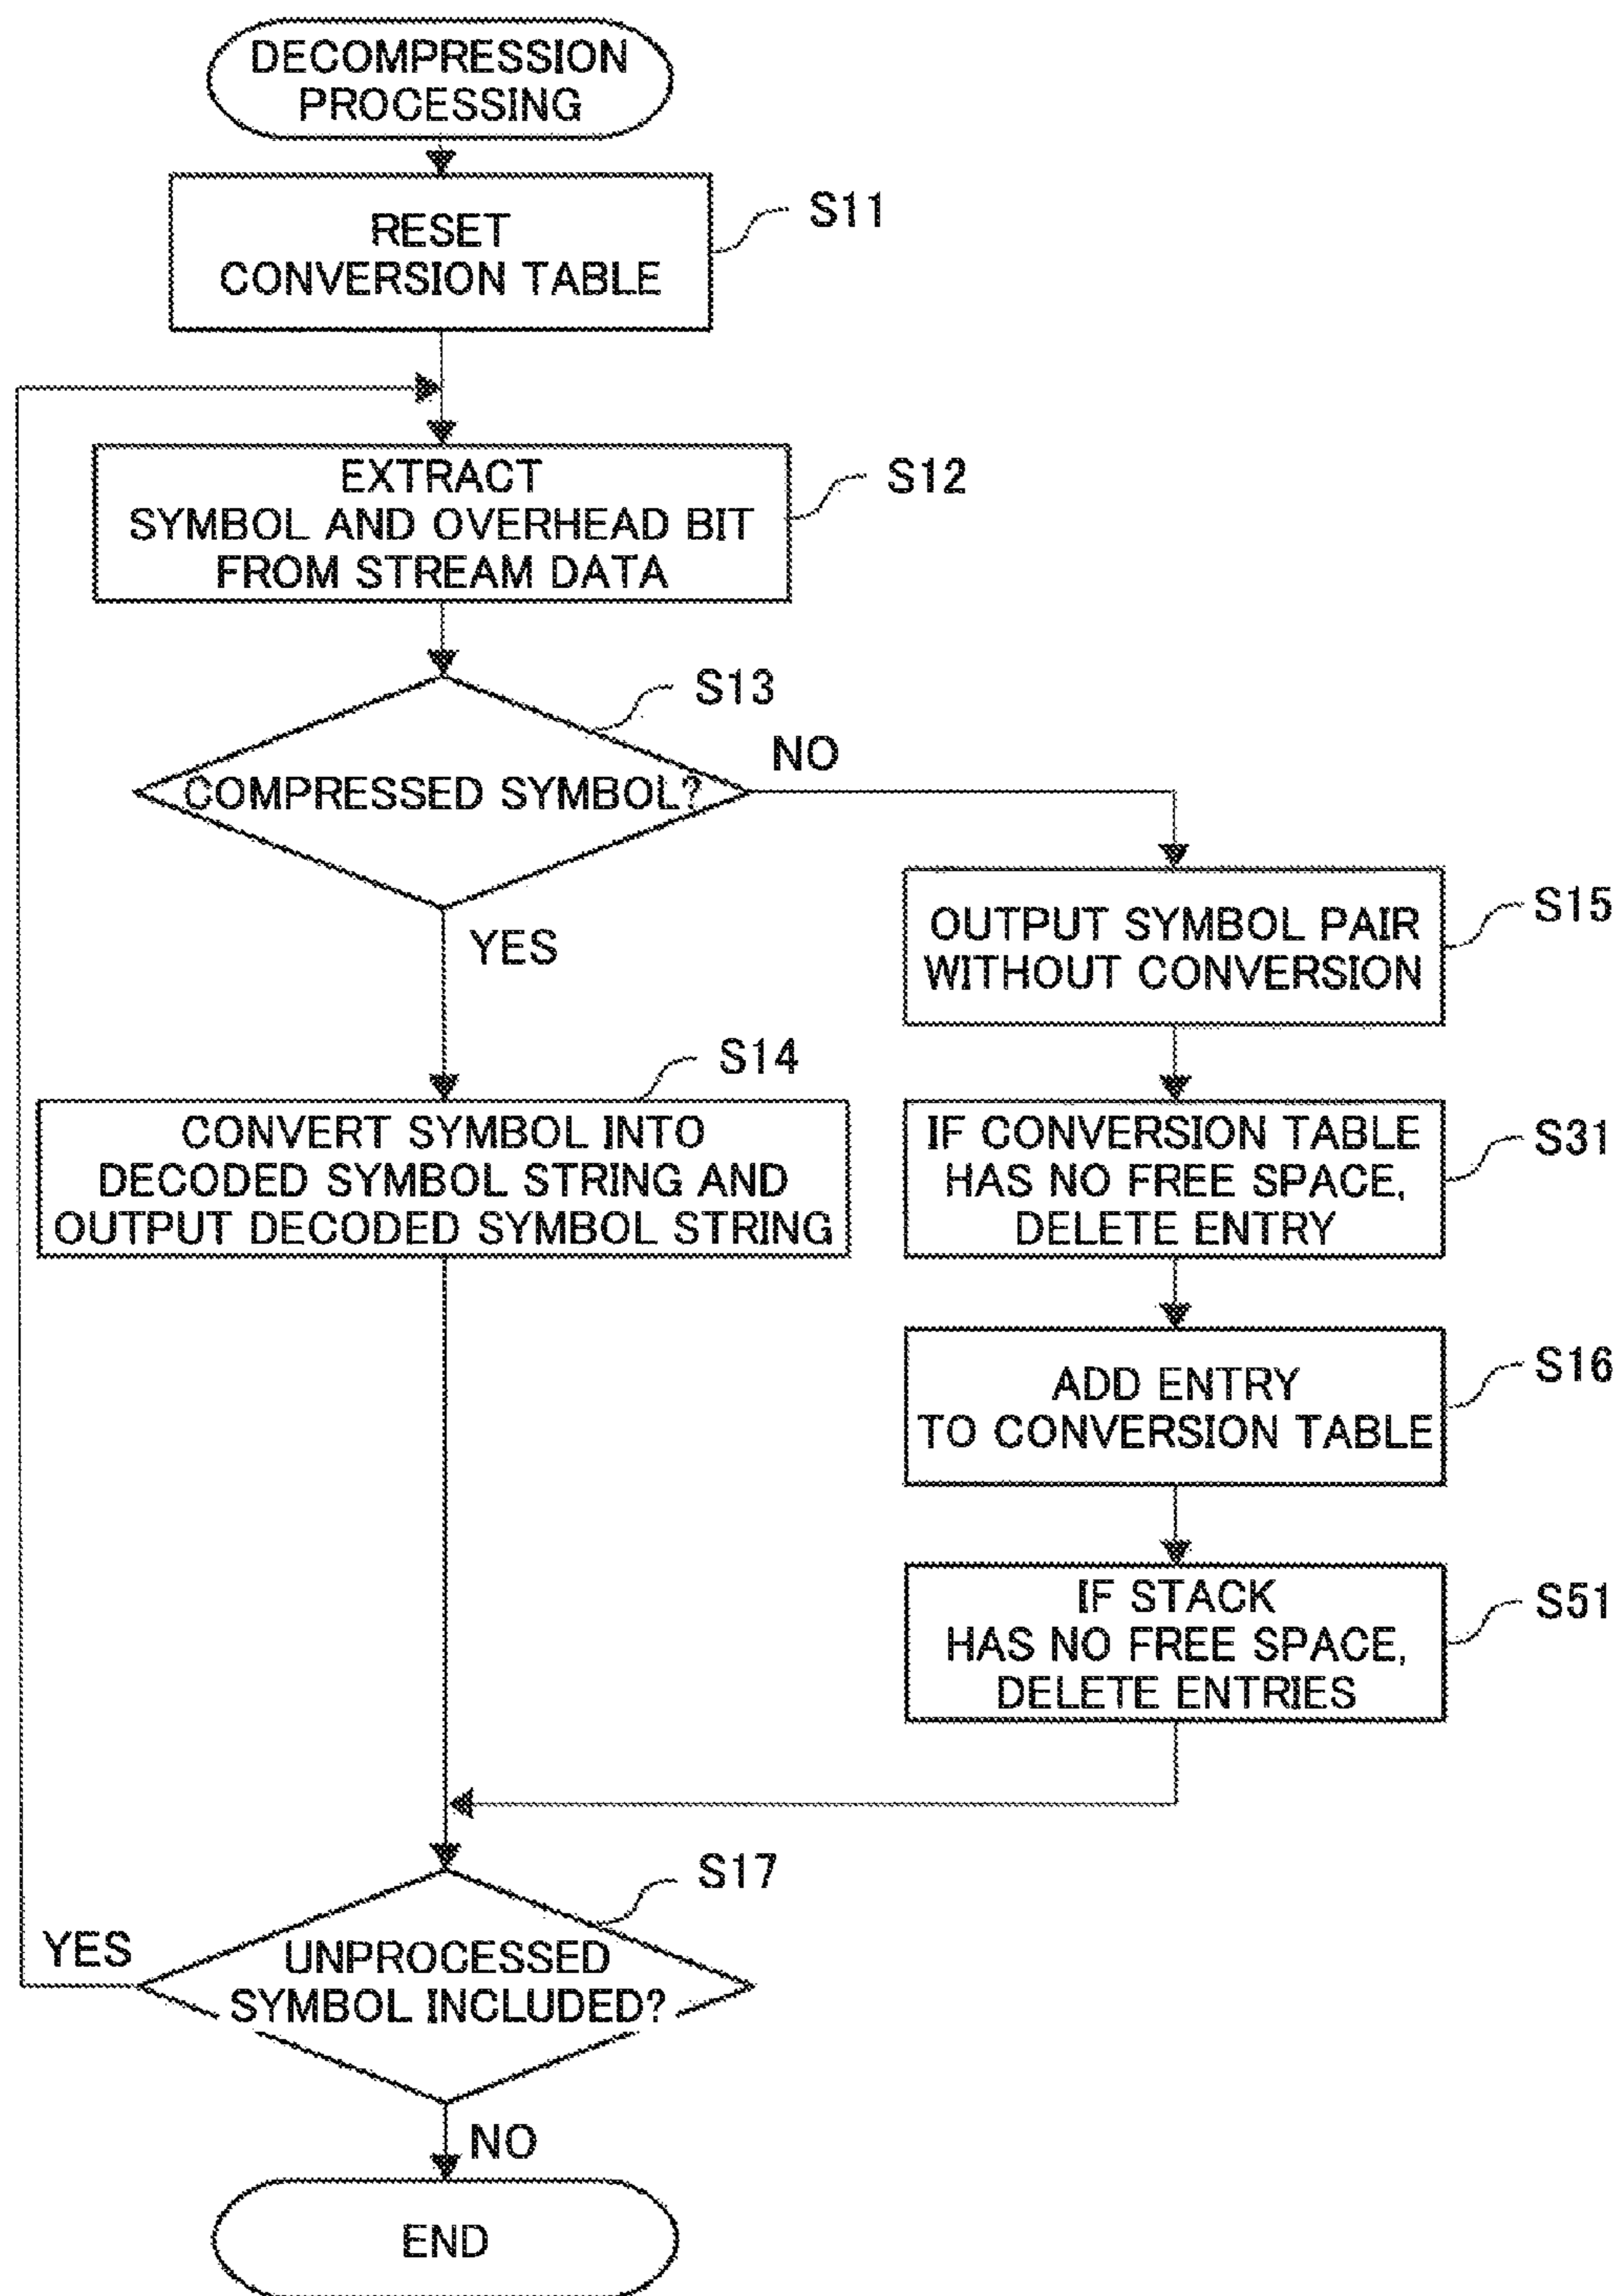 DECOMPRESSION
PROCESSING
RESET
CONVERSION TABLE
S11
EXTRACT
SYMBOL AND OVERHEAD BIT
FROM STREAM DATA
S12
COMPRESSED SYMBOL?
S13
NO
YES
OUTPUT SYMBOL PAIR
WITHOUT CONVERSION
S15
CONVERT SYMBOL INTO
DECODED SYMBOL STRING AND
OUTPUT DECODED SYMBOL STRING
S14
IF CONVERSION TABLE
HAS NO FREE SPACE,
DELETE ENTRY
S31
ADD ENTRY
TO CONVERSION TABLE
S16
IF STACK
HAS NO FREE SPACE,
DELETE ENTRIES
S51
UNPROCESSED
SYMBOL INCLUDED?
S17
YES
NO
END